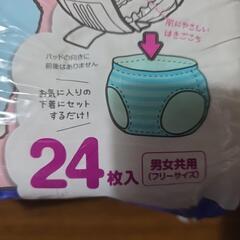 肌にやさしい
はきごこち
パッドの向きに
前後はありません
お気に入りの
下着にセット
するだけ!
24枚入
男女共用
(フリーサイズ)